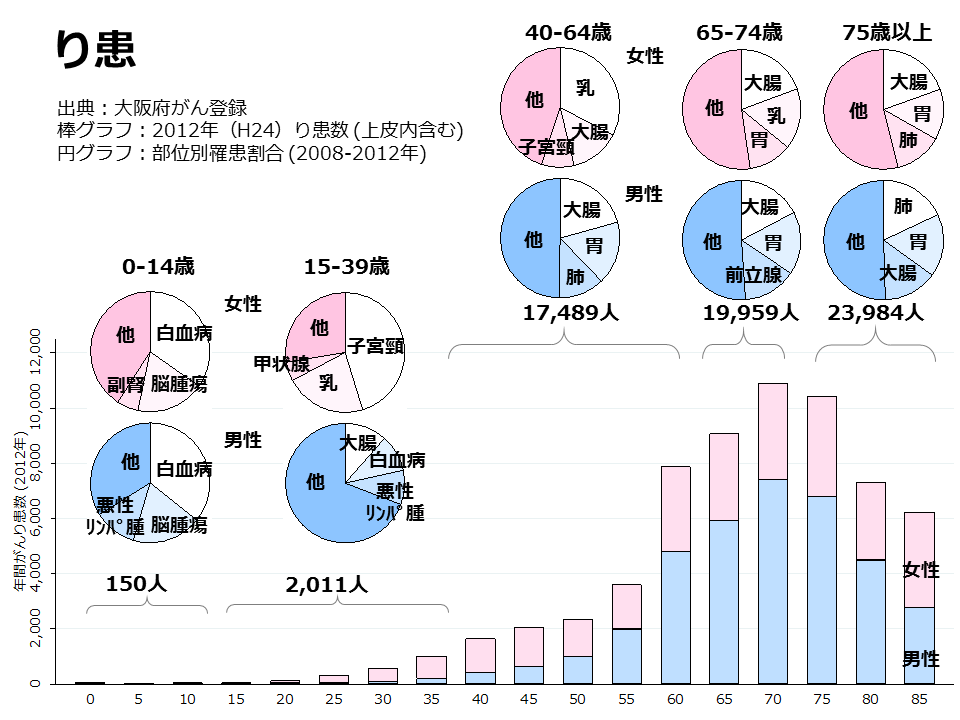 り患
出典：大阪府がん登録
棒グラフ：2012年（H24）り患数 (上皮内含む)
円グラフ：部位別罹患割合 (2008-2012年)
40-64歳
65-74歳
75歳以上
女性
他
乳
大腸
子宮頸
他
大腸
乳
胃
他
大腸
胃
肺
男性
他
大腸
胃
肺
他
大腸
胃
前立腺
他
肺
胃
大腸
17,489人
19,959人
23,984人
0-14歳
15-39歳
女性
他
白血病
副腎
脳腫瘍
他
子宮頸
甲状腺
乳
男性
他
白血病
悪性
ﾘﾝﾊﾟ腫
脳腫瘍
他
大腸
白血病
悪性
ﾘﾝﾊﾟ腫
150人
2,011人
年間がんり患数 (2012年)
12,000
10,000
8,000
6,000
4,000
2,000
0
女性
男性
0 5 10 15 20 25 30 35 40 45 50 55 60 65 70 75 80 85